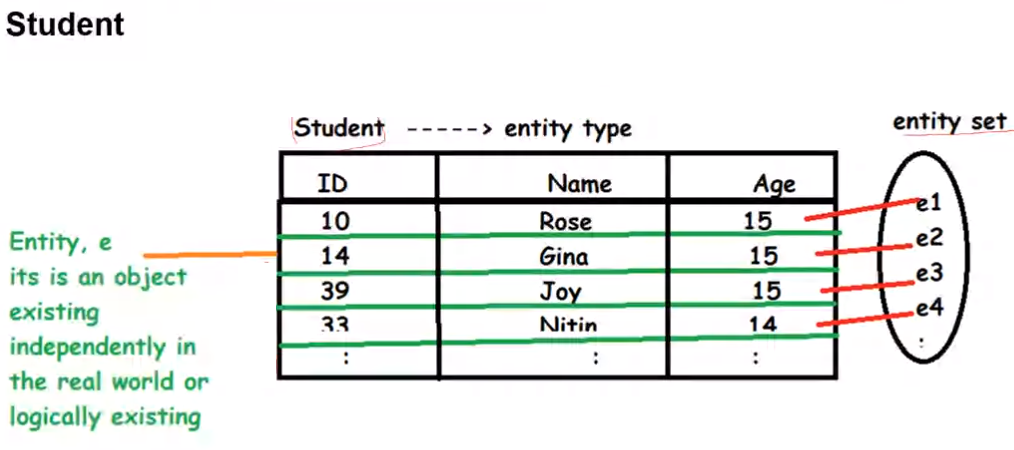 Student
Student ------> entity type
entity set
ID Name Age
10 Rose 15 e1
14 Gina 15 e2
39 Joy 15 e3
33 Nitin 14 e4
: : : :
Entity, e
its is an object
existing
independently in
the real world or
logically existing